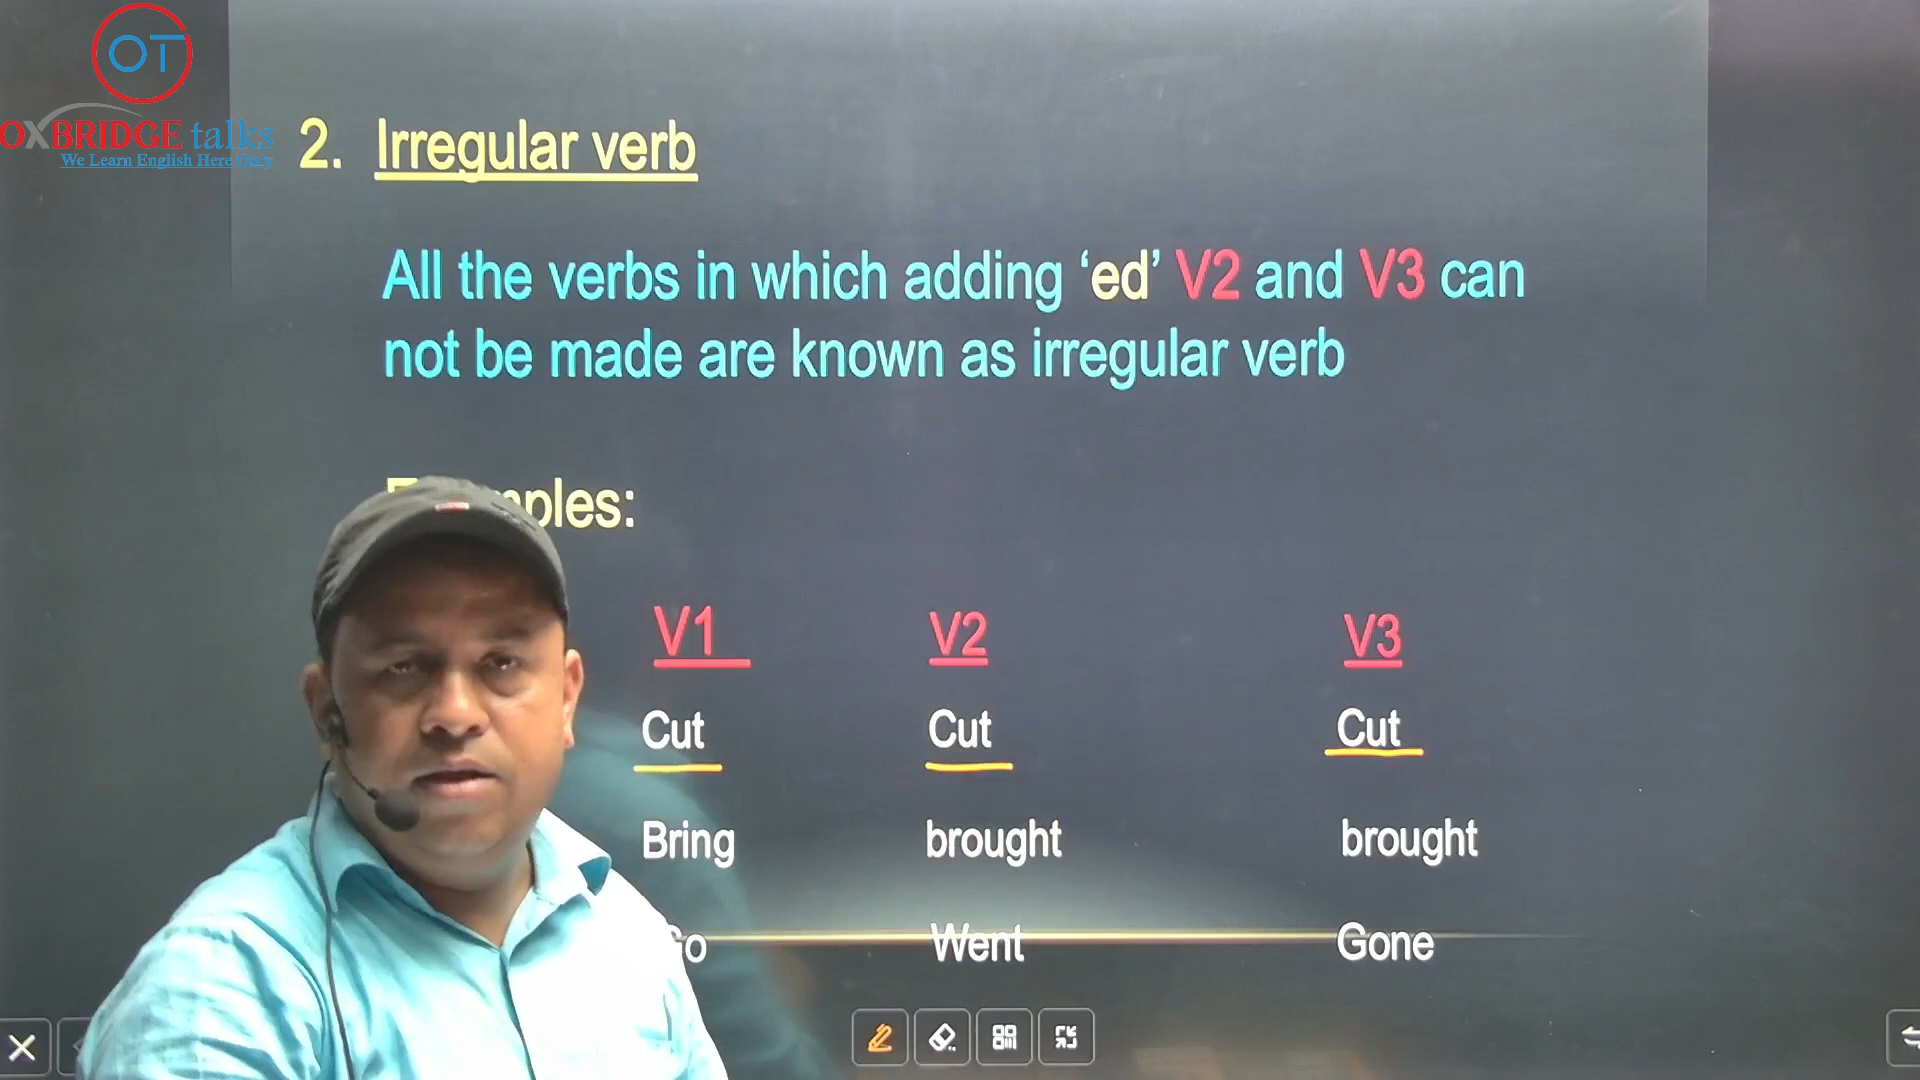 OT
OXBRIDGE talks
We Learn English Here Only
2. Irregular verb
All the verbs in which adding ‘ed’ V2 and V3 can
not be made are known as irregular verb
V1 V2 V3
Cut Cut Cut
Bring brought brought
Went Gone